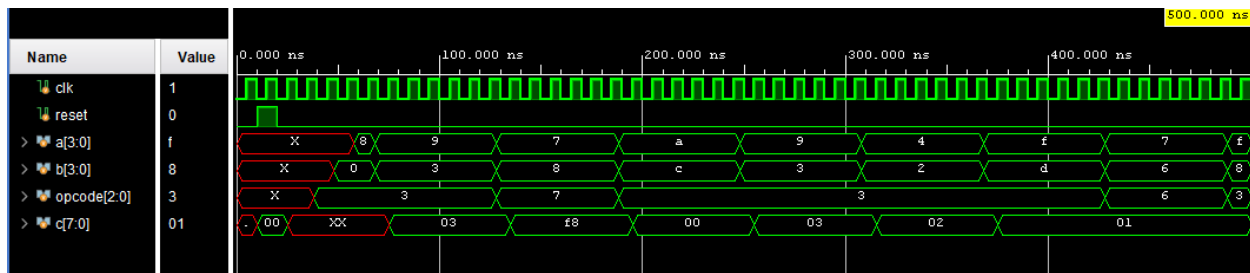 500.000 ns
Name Value 0.000 ns 100.000 ns 200.000 ns 300.000 ns 400.000 ns
clk 1
reset 0
a[3:0] f X 8 9 7 a 9 4 f 7 f
b[3:0] 8 X 0 3 8 c 3 2 d 6 8
opcode[2:0] 3 X 3 7 3 6 3
c[7:0] 01 . 00 XX 03 f8 00 03 02 01